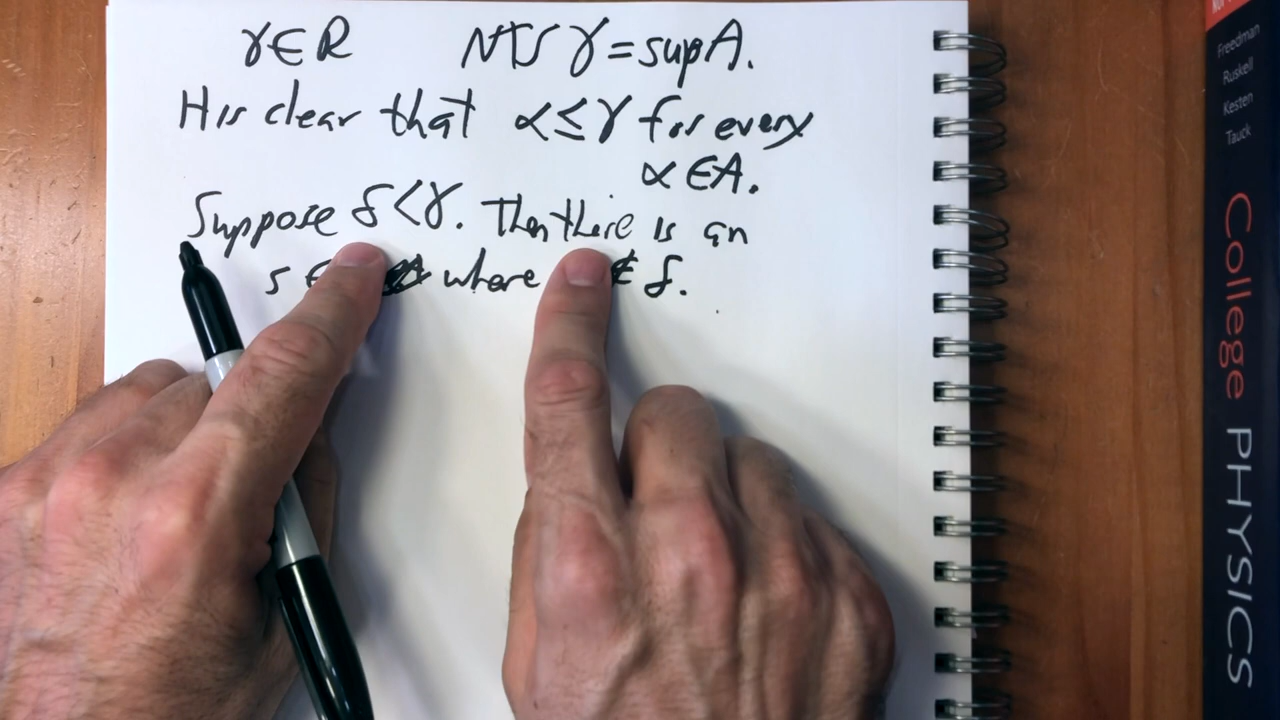 γ∈R NTS γ = sup A.
It is clear that α ≤ γ for every
α ∈ A.
Suppose δ < γ. Then there is an
s ∈ where ∉ δ.
Freedman
Ruskell
Kesten
Tauck
College PHYSICS